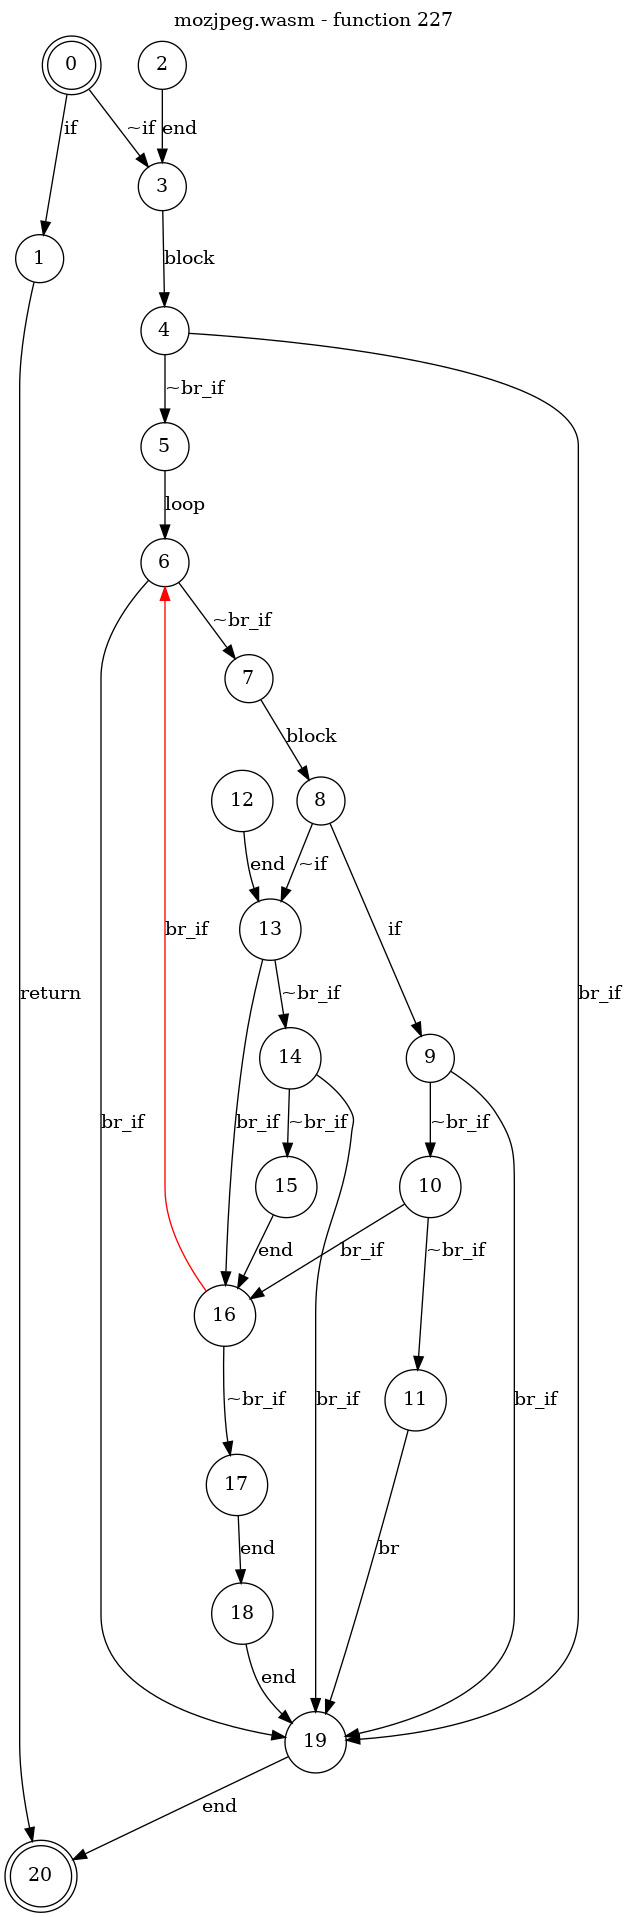 mozjpeg.wasm - function 227
0
2
if
~if
end
3
1
block
4
~br_if
5
loop
6
~br_if
7
block
12
8
end
~if
br_if
13
if
return
~br_if
br_if
14
9
br_if
br_if
~br_if
~br_if
15
10
end
br_if
~br_if
16
~br_if
br_if
11
br_if
17
end
br
18
end
19
end
20